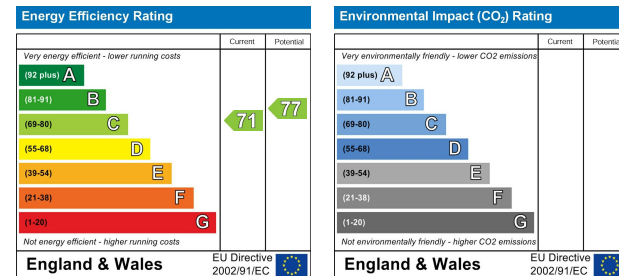 Energy Efficiency Rating
Current Potential
Very energy efficient - lower running costs
(92 plus) A
(81-91) B
(69-80) C
(55-68) D
(39-54) E
(21-38) F
(1-20) G
71
77
Not energy efficient - higher running costs
England & Wales
EU Directive
2002/91/EC
Environmental Impact (CO₂) Rating
Current Potentia
Very environmentally friendly - lower CO2 emissions
(92 plus) A
(81-91) B
(69-80) C
(55-68) D
(39-54) E
(21-38) F
(1-20) G
Not environmentally friendly - higher CO2 emissions
England & Wales
EU Directive
2002/91/EC